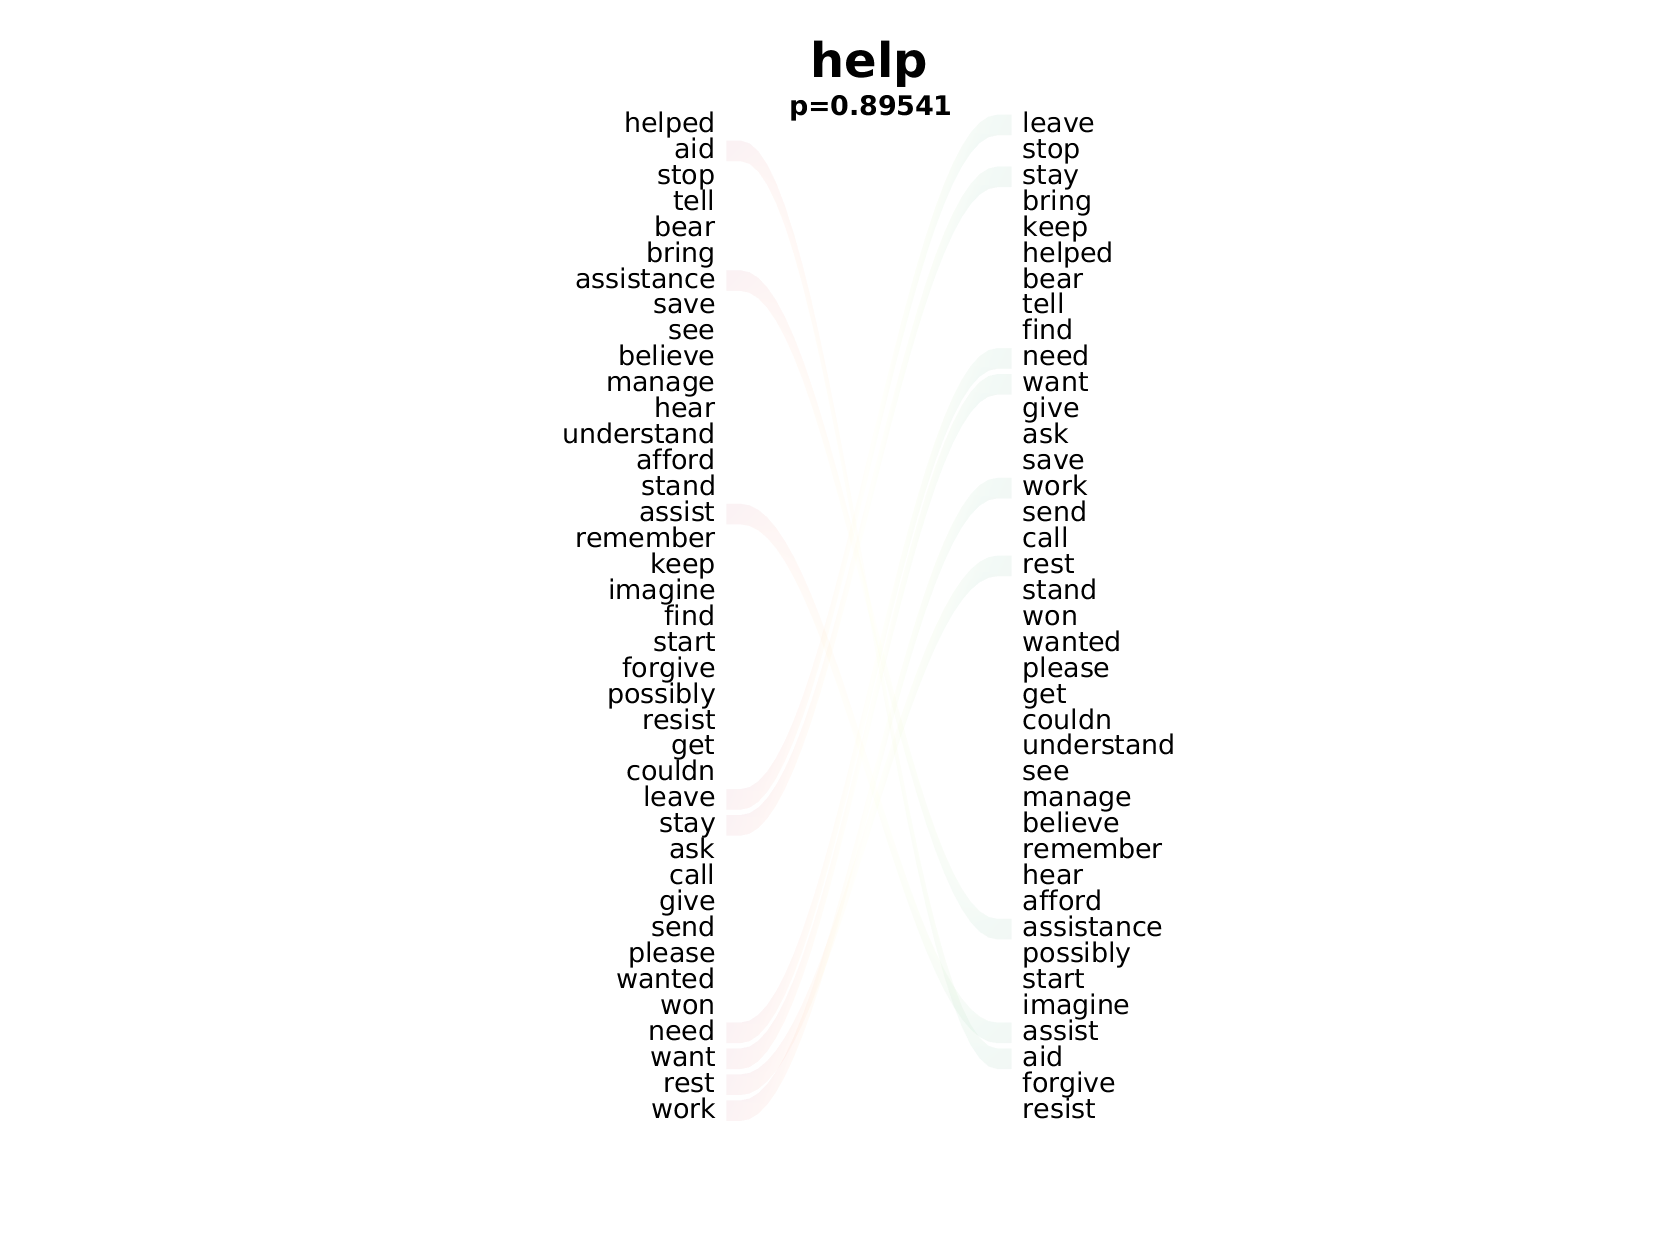 help
p=0.89541
helped
aid
stop
tell
bear
bring
assistance
save
see
believe
manage
hear
understand
afford
stand
assist
remember
keep
imagine
find
start
forgive
possibly
resist
get
couldn
leave
stay
ask
call
give
send
please
wanted
won
need
want
rest
work
leave
stop
stay
bring
keep
helped
bear
tell
find
need
want
give
ask
save
work
send
call
rest
stand
won
wanted
please
get
couldn
understand
see
manage
believe
remember
hear
afford
assistance
possibly
start
imagine
assist
aid
forgive
resist